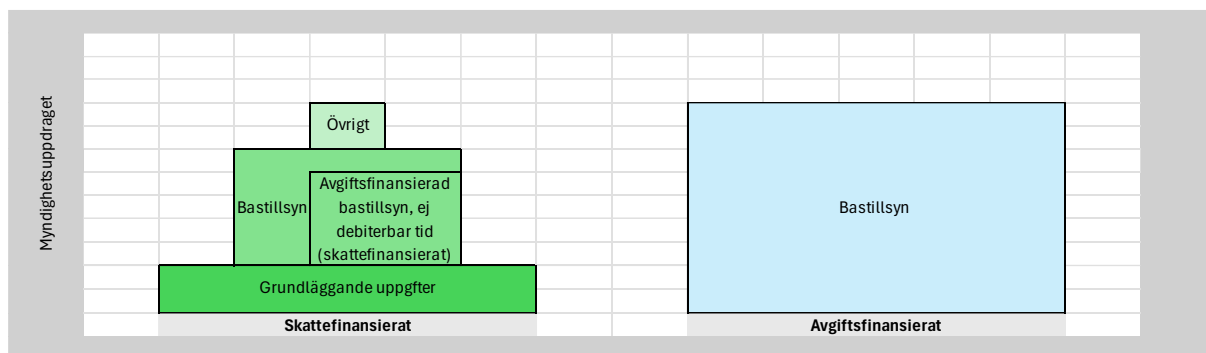 Myndighetsuppdraget
Övrigt
Bastillsyn
Avgiftsfinansierad
bastillsyn, ej
debiterbar tid
(skattefinansierat)
Grundläggande uppgfter
Skattefinansierat
Bastillsyn
Avgiftsfinansierat